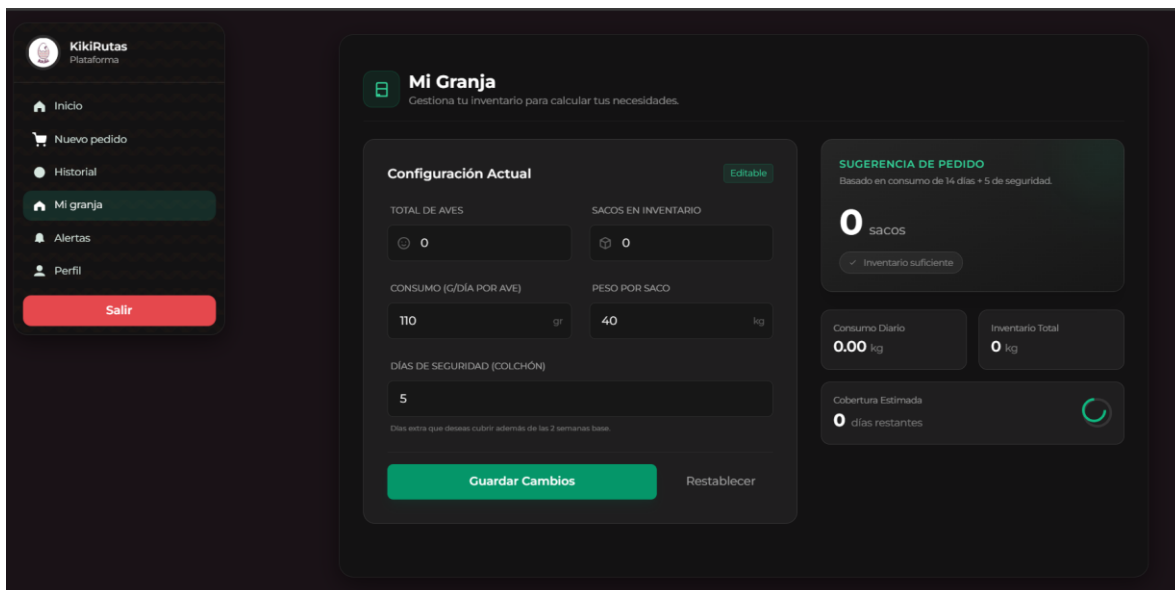 KikiRutas
Plataforma
Inicio
Nuevo pedido
Historial
Mi granja
Alertas
Perfil
Salir
Mi Granja
Gestiona tu inventario para calcular tus necesidades.
Configuración Actual
Editable
TOTAL DE AVES
SACOS EN INVENTARIO
0
0
CONSUMO (G/DÍA POR AVE)
PESO POR SACO
110 gr
40 kg
DÍAS DE SEGURIDAD (COLCHÓN)
5
Días extra que deseas cubrir además de las 2 semanas base.
Guardar Cambios
Restablecer
SUGERENCIA DE PEDIDO
Basado en consumo de 14 días + 5 de seguridad.
0 sacos
Inventario suficiente
Consumo Diario
0.00 kg
Inventario Total
0 kg
Cobertura Estimada
0 días restantes